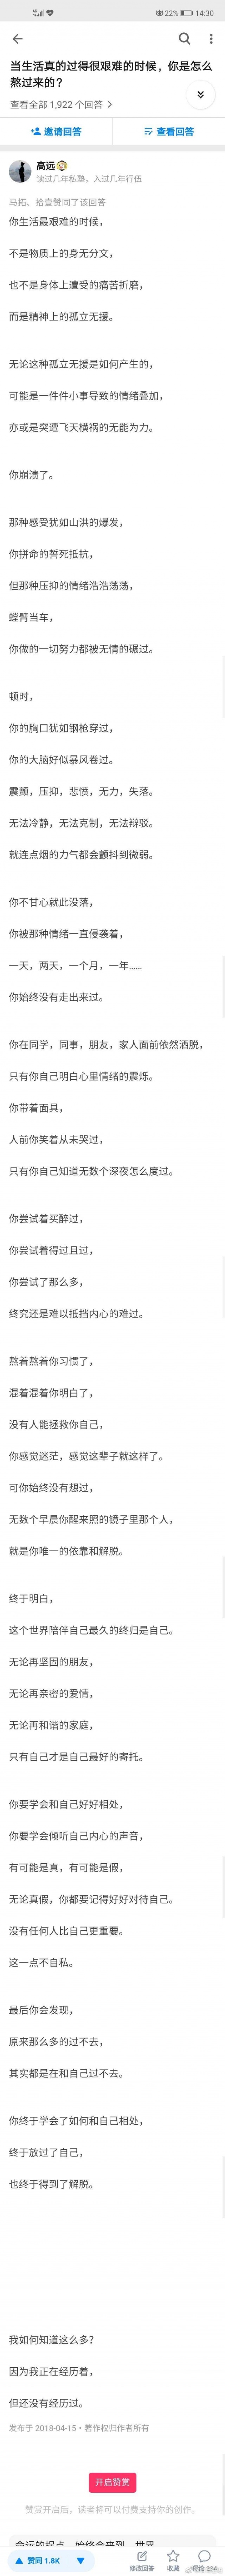 22% 14:30
当生活真的过得很艰难的时候，你是怎么
熬过来的？
查看全部 1,922 个回答
邀请回答
查看回答
高远
读过几年私塾，入过几年行伍
马拓、拾壹赞同了该回答
你生活最艰难的时候，
不是物质上的身无分文，
也不是身体上遭受的痛苦折磨，
而是精神上的孤立无援。
无论这种孤立无援是如何产生的，
可能是一件件小事导致的情绪叠加，
亦或是突遭飞天横祸的无能为力。
你崩溃了。
那种感受犹如山洪的爆发，
你拼命的誓死抵抗，
但那种压抑的情绪浩浩荡荡，
螳臂当车，
你做的一切努力都被无情的碾过。
顿时，
你的胸口犹如钢枪穿过，
你的大脑好似暴风卷过。
震颤，压抑，悲愤，无力，失落。
无法冷静，无法克制，无法辩驳。
就连点烟的力气都会颤抖到微弱。
你不甘心就此没落，
你被那种情绪一直侵袭着，
一天，两天，一个月，一年......
你始终没有走出来过。
你在同学，同事，朋友，家人面前依然洒脱，
只有你自己明白心里情绪的震烁。
你带着面具，
人前你笑着从未哭过，
只有你自己知道无数个深夜怎么度过。
你尝试着买醉过，
你尝试着得过且过，
你尝试了那么多，
终究还是难以抵挡内心的难过。
熬着熬着你习惯了，
混着混着你明白了，
没有人能拯救你自己，
你感觉迷茫，感觉这辈子就这样了。
可你始终没有想过，
无数个早晨你醒来照的镜子里那个人，
就是你唯一的依靠和解脱。
终于明白，
这个世界陪伴自己最久的终归是自己。
无论再坚固的朋友，
无论再亲密的爱情，
无论再和谐的家庭，
只有自己才是自己最好的寄托。
你要学会和自己好好相处，
你要学会倾听自己内心的声音，
有可能是真，有可能是假，
无论真假，你都要记得好好对待自己。
没有任何人比自己更重要。
这一点不自私。
最后你会发现，
原来那么多的过不去，
其实都是在和自己过不去。
你终于学会了如何和自己相处，
终于放过了自己，
也终于得到了解脱。
我如何知道这么多？
因为我正在经历着，
但还没有经历过。
发布于 2018-04-15 · 著作权归作者所有
开启赞赏
赞赏开启后，读者将可以付费支持你的创作。
赞同 1.8K
修改回答
收藏
评论 234